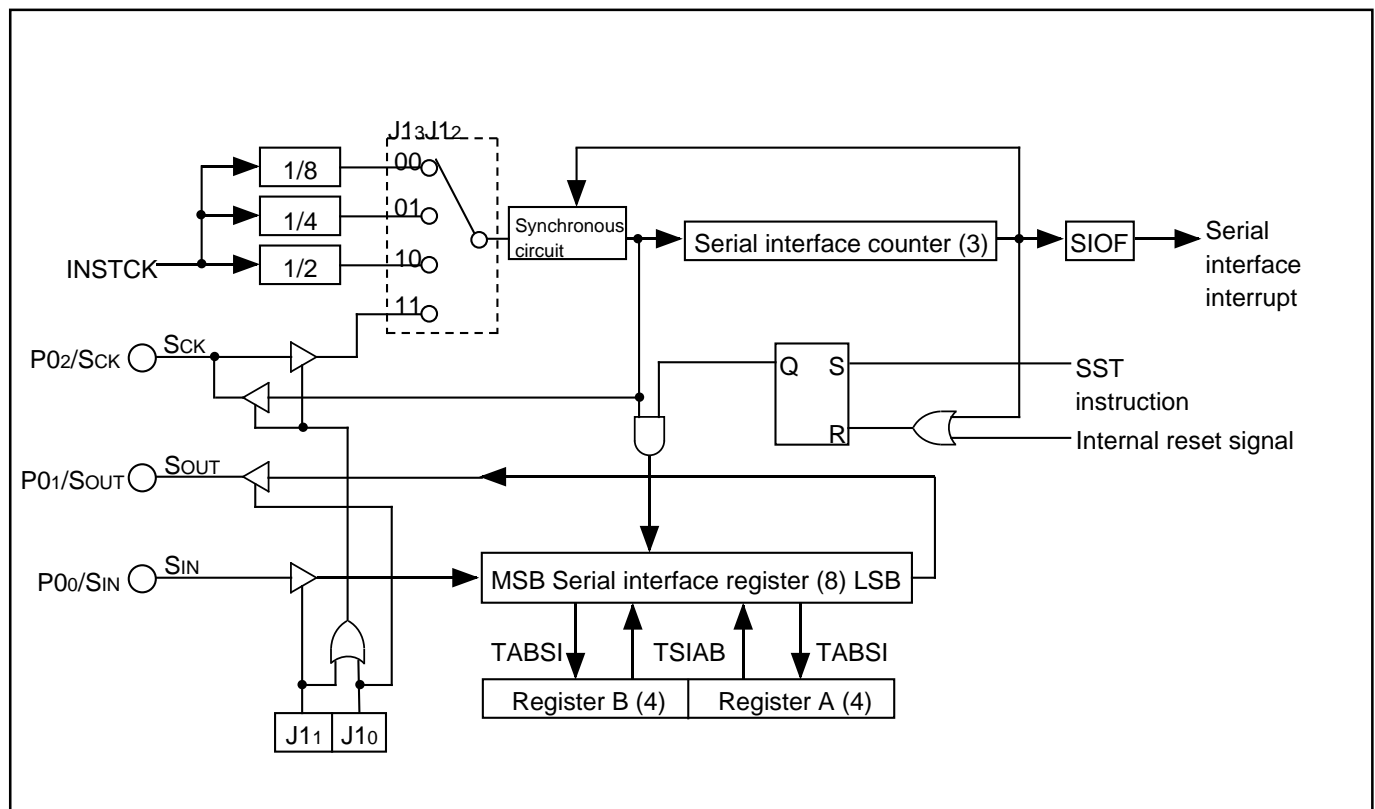 J13J12
00
1/8
01
1/4
10
1/2
11
INSTCK
Synchronous
circuit
Serial interface counter (3)
SIOF
Serial
interface
interrupt
P02/SCK
SCK
Q
S
R
SST
instruction
Internal reset signal
P01/SOUT
SOUT
P00/SIN
SIN
MSB Serial interface register (8) LSB
TABSI
TSIAB
TABSI
Register B (4)
Register A (4)
J11
J10